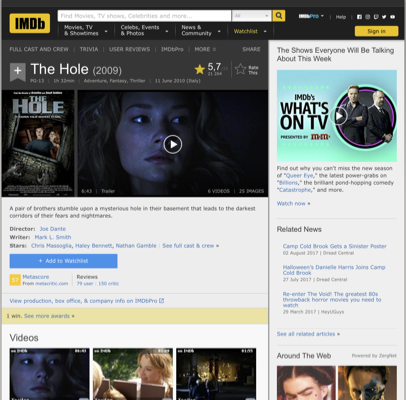 IMDb
Find Movies, TV shows, Celebrities and more...
All
IMDbPro
Help
Movies, TV
& Showtimes
Celebs, Events
& Photos
News &
Community
Watchlist
Sign in
FULL CAST AND CREW | TRIVIA | USER REVIEWS | IMDbPro | MORE
SHARE
The Hole (2009)
PG-13 | 1h 32min | Adventure, Fantasy, Thriller | 11 June 2010 (Italy)
5,7
Rate
This
THE
HOLE
6:43 | Trailer
6 VIDEOS | 25 IMAGES
A pair of brothers stumble upon a mysterious hole in their basement that leads to the darkest
corridors of their fears and nightmares.
Director: Joe Dante
Writer: Mark L. Smith
Stars: Chris Massoglia, Haley Bennett, Nathan Gamble | See full cast & crew »
+ Add to Watchlist
Metascore
From metacritic.com
Reviews
79 user | 150 critic
View production, box office, & company info on IMDbPro
1 win. See more awards »
Videos
The Shows Everyone Will Be Talking
About This Week
IMDb's
WHAT'S
ON TV
PRESENTED BY
Find out why you can't miss the new season
of "Queer Eye," the latest power-grabs on
"Billions," the brilliant pond-hopping comedy
"Catastrophe," and more.
Watch now »
Related News
Camp Cold Brook Gets a Sinister Poster
02 August 2017 | Dread Central
Halloween's Danielle Harris Joins Camp
Cold Brook
27 July 2017 | Dread Central
Re-enter The Void! The greatest 80s
throwback horror movies you need to
watch
29 March 2017 | HeyUGuys
See all related articles »
Around The Web
Powered by ZergNet